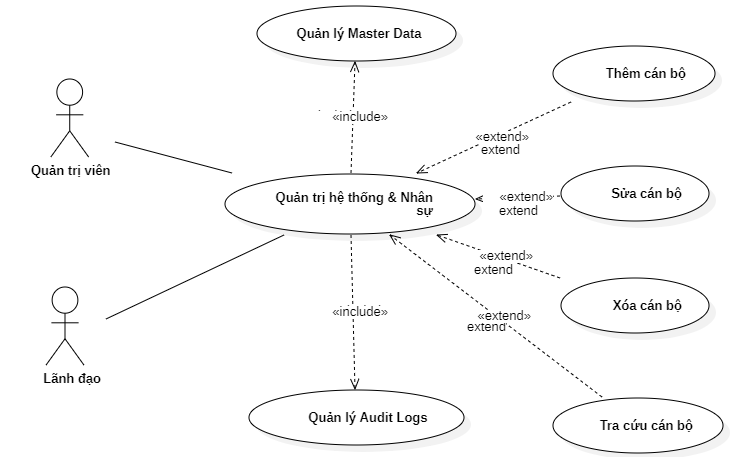 Quản lý Master Data
Thêm cán bộ
«include»
«extend»
extend
Quản trị viên
Quản trị hệ thống & Nhân
sự
«extend»
extend
Sửa cán bộ
«extend»
extend
Xóa cán bộ
«include»
«extend»
extend
Lãnh đạo
Quản lý Audit Logs
Tra cứu cán bộ